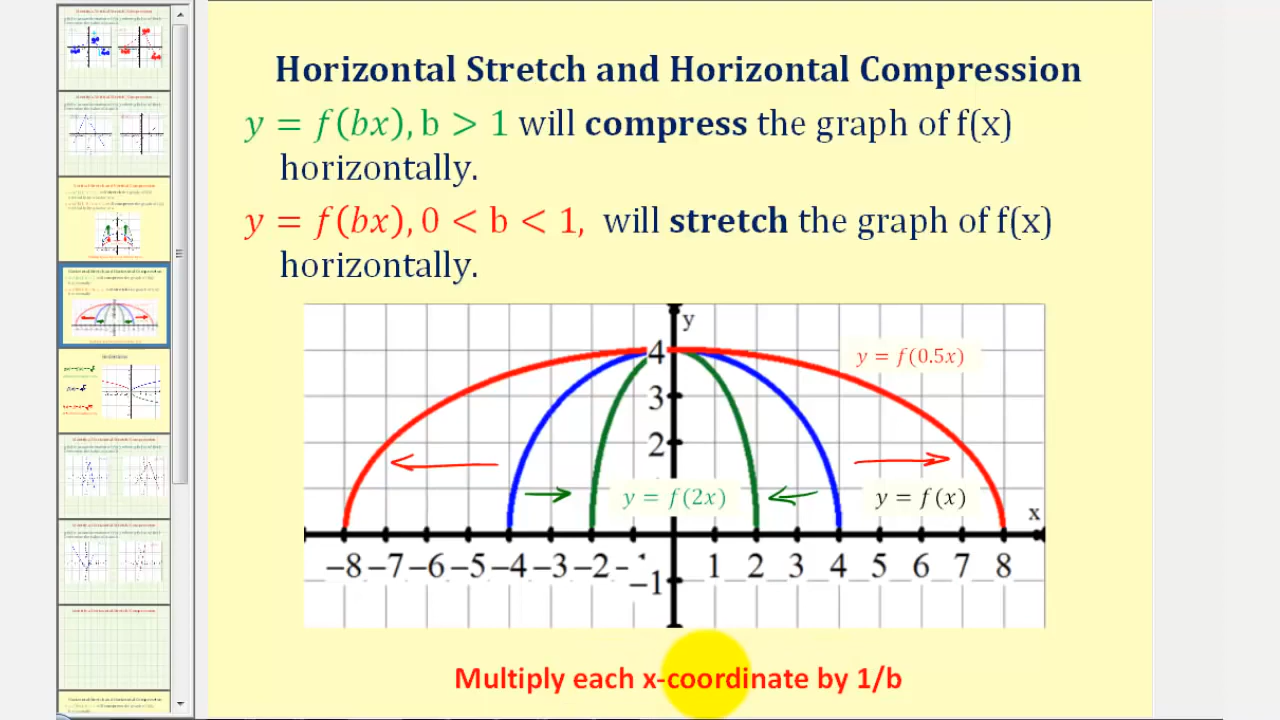 Horizontal Stretch and Horizontal Compression
y = f(bx), b > 1 will compress the graph of f(x)
horizontally.
y = f(bx), 0 < b < 1, will stretch the graph of f(x)
horizontally.
y
4
y = f(0.5x)
3
2
y = f(2x)
y = f(x)
x
−8 −7 −6 −5 −4 −3 −2 − 1 2 3 4 5 6 7 8
−1
Multiply each x-coordinate by 1/b